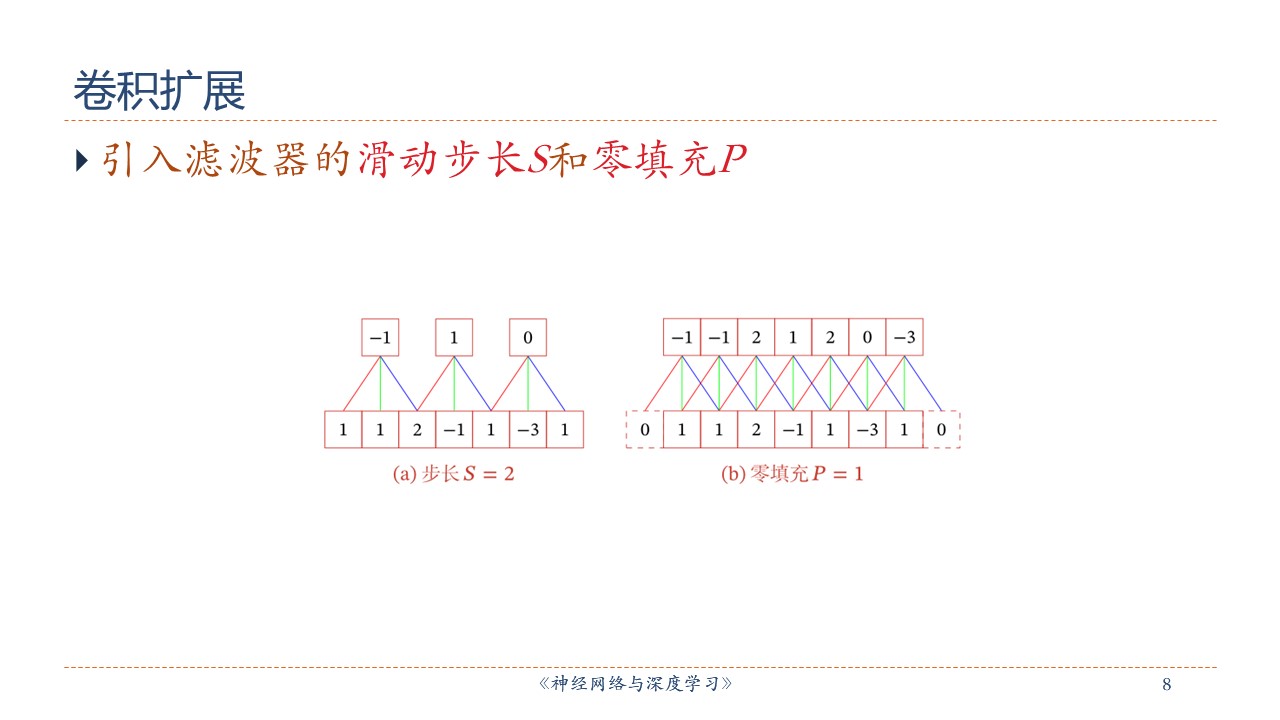 卷积扩展
引入滤波器的滑动步长S和零填充P
−1 1 0
1 1 2 −1 1 −3 1
(a) 步长 S = 2
−1 −1 2 1 2 0 −3
0 1 1 2 −1 1 −3 1 0
(b) 零填充 P = 1
《神经网络与深度学习》
8